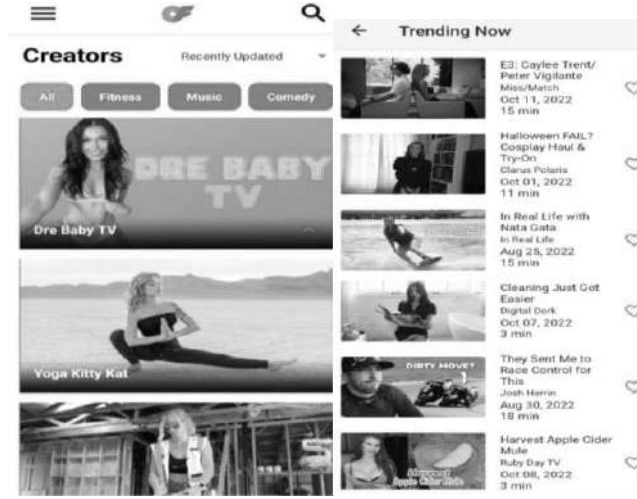 OF
Creators
Recently Updated
All
Fitness
Music
Comedy
DRE BABY
TV
Dre Baby TV
Yoga Kitty Kat
Trending Now
E3: Caylee Trent/
Peter Vigilante
Miss/Match
Oct 11, 2022
15 min
Halloween FAIL?
Cosplay Haul &
Try-On
Clarus Polaris
Oct 01, 2022
11 min
In Real Life with
Nata Gata
In Real Life
Aug 25, 2022
15 min
Cleaning Just Got
Easier
Digital Dork
Oct 07, 2022
3 min
DIRTY MOVE?
They Sent Me to
Race Control for
This
Josh Herrin
Aug 30, 2022
18 min
Harvest
Apple Cider Mule
Harvest Apple Cider
Mule
Ruby Day TV
Oct 08, 2022
3 min